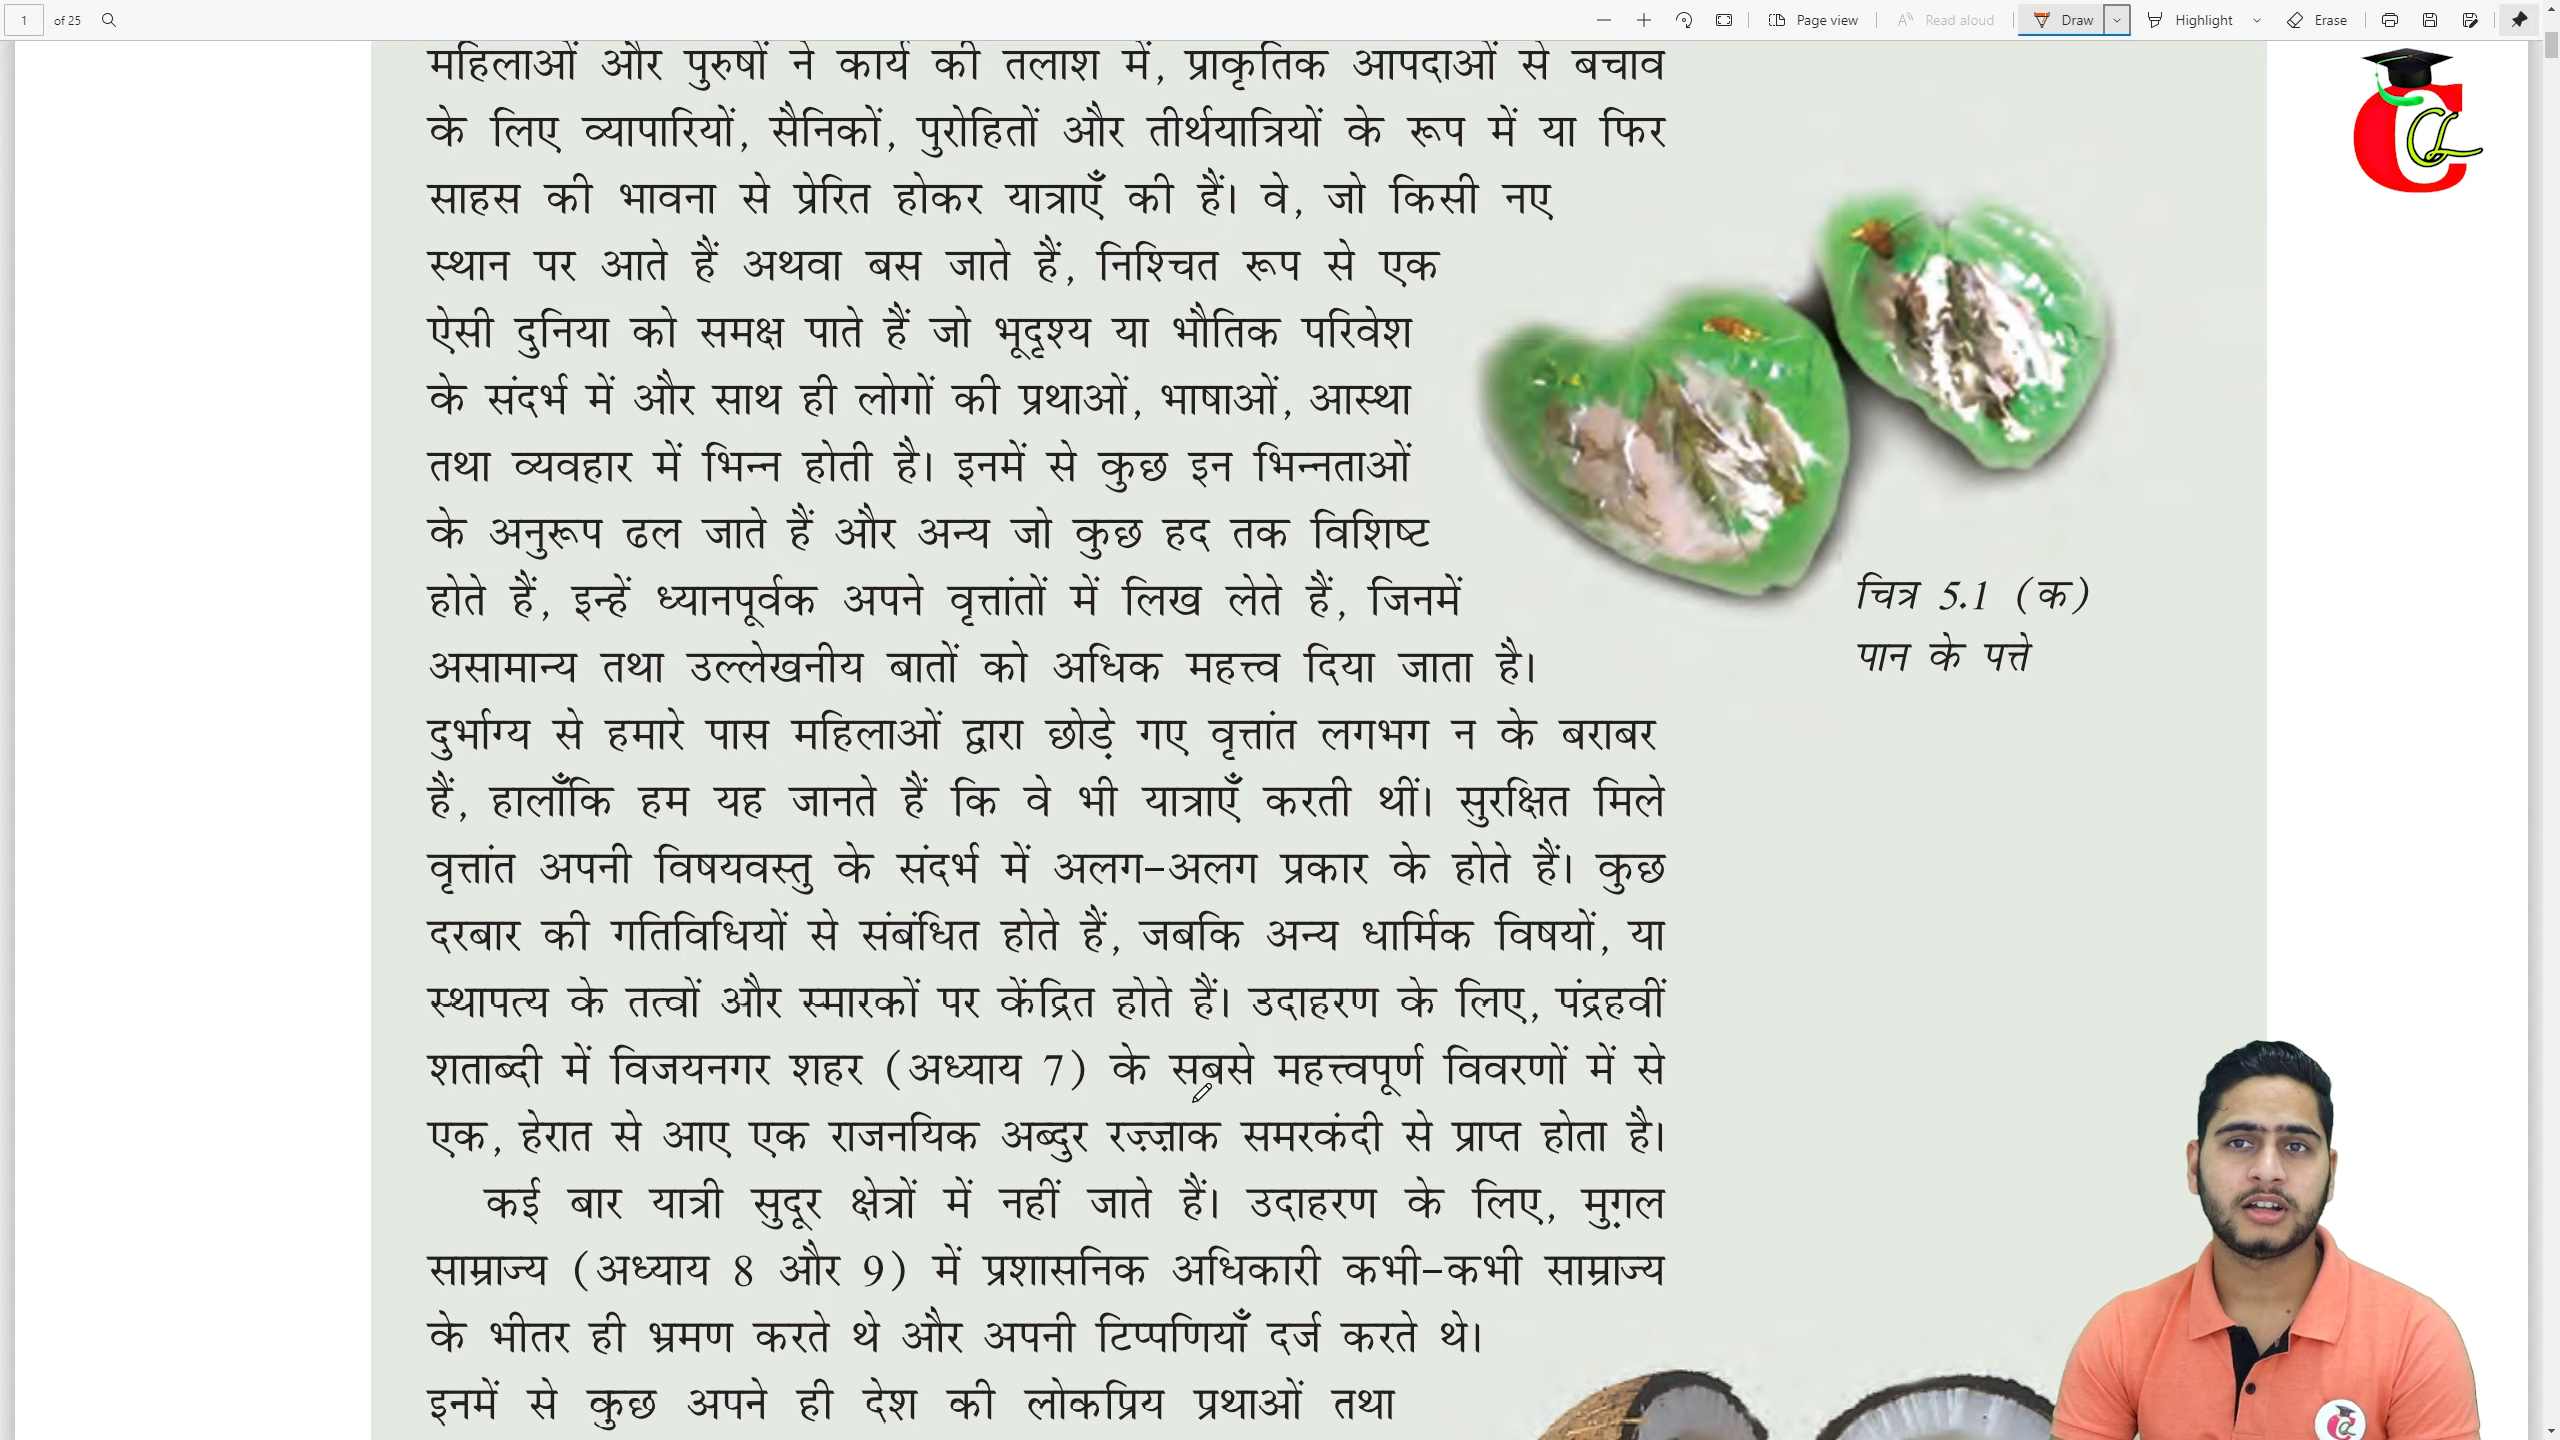 1 of 25 Page view Read aloud Draw Highlight Erase
महिलाओं और पुरुषों ने कार्य की तलाश में, प्राकृतिक आपदाओं से बचाव
के लिए व्यापारियों, सैनिकों, पुरोहितों और तीर्थयात्रियों के रूप में या फिर
साहस की भावना से प्रेरित होकर यात्राएँ की हैं। वे, जो किसी नए
स्थान पर आते हैं अथवा बस जाते हैं, निश्चित रूप से एक
ऐसी दुनिया को समक्ष पाते हैं जो भूदृश्य या भौतिक परिवेश
के संदर्भ में और साथ ही लोगों की प्रथाओं, भाषाओं, आस्था
तथा व्यवहार में भिन्न होती है। इनमें से कुछ इन भिन्नताओं
के अनुरूप ढल जाते हैं और अन्य जो कुछ हद तक विशिष्ट
होते हैं, इन्हें ध्यानपूर्वक अपने वृत्तांतों में लिख लेते हैं, जिनमें
असामान्य तथा उल्लेखनीय बातों को अधिक महत्त्व दिया जाता है।
दुर्भाग्य से हमारे पास महिलाओं द्वारा छोड़े गए वृत्तांत लगभग न के बराबर
हैं, हालाँकि हम यह जानते हैं कि वे भी यात्राएँ करती थीं। सुरक्षित मिले
वृत्तांत अपनी विषयवस्तु के संदर्भ में अलग-अलग प्रकार के होते हैं। कुछ
दरबार की गतिविधियों से संबंधित होते हैं, जबकि अन्य धार्मिक विषयों, या
स्थापत्य के तत्वों और स्मारकों पर केंद्रित होते हैं। उदाहरण के लिए, पंद्रहवीं
शताब्दी में विजयनगर शहर (अध्याय 7) के सबसे महत्त्वपूर्ण विवरणों में से
एक, हेरात से आए एक राजनयिक अब्दुर रज़्ज़ाक समरकंदी से प्राप्त होता है।
कई बार यात्री सुदूर क्षेत्रों में नहीं जाते हैं। उदाहरण के लिए, मुग़ल
साम्राज्य (अध्याय 8 और 9) में प्रशासनिक अधिकारी कभी-कभी साम्राज्य
के भीतर ही भ्रमण करते थे और अपनी टिप्पणियाँ दर्ज करते थे।
इनमें से कुछ अपने ही देश की लोकप्रिय प्रथाओं तथा
चित्र 5.1 (क)
पान के पत्ते